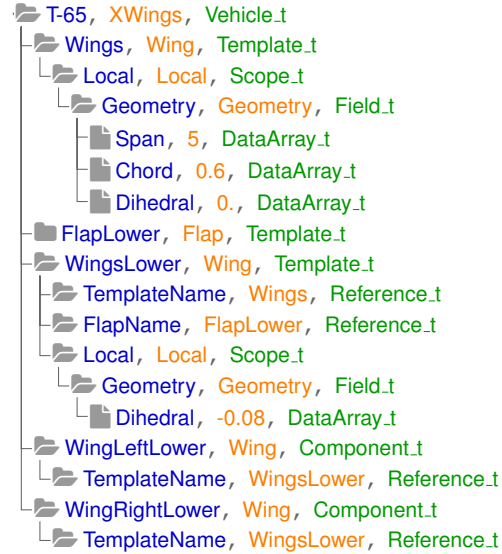 T-65, XWings, Vehicle_t
Wings, Wing, Template_t
Local, Local, Scope_t
Geometry, Geometry, Field_t
Span, 5, DataArray_t
Chord, 0.6, DataArray_t
Dihedral, 0., DataArray_t
FlapLower, Flap, Template_t
WingsLower, Wing, Template_t
TemplateName, Wings, Reference_t
FlapName, FlapLower, Reference_t
Local, Local, Scope_t
Geometry, Geometry, Field_t
Dihedral, -0.08, DataArray_t
WingLeftLower, Wing, Component_t
TemplateName, WingsLower, Reference_t
WingRightLower, Wing, Component_t
TemplateName, WingsLower, Reference_t